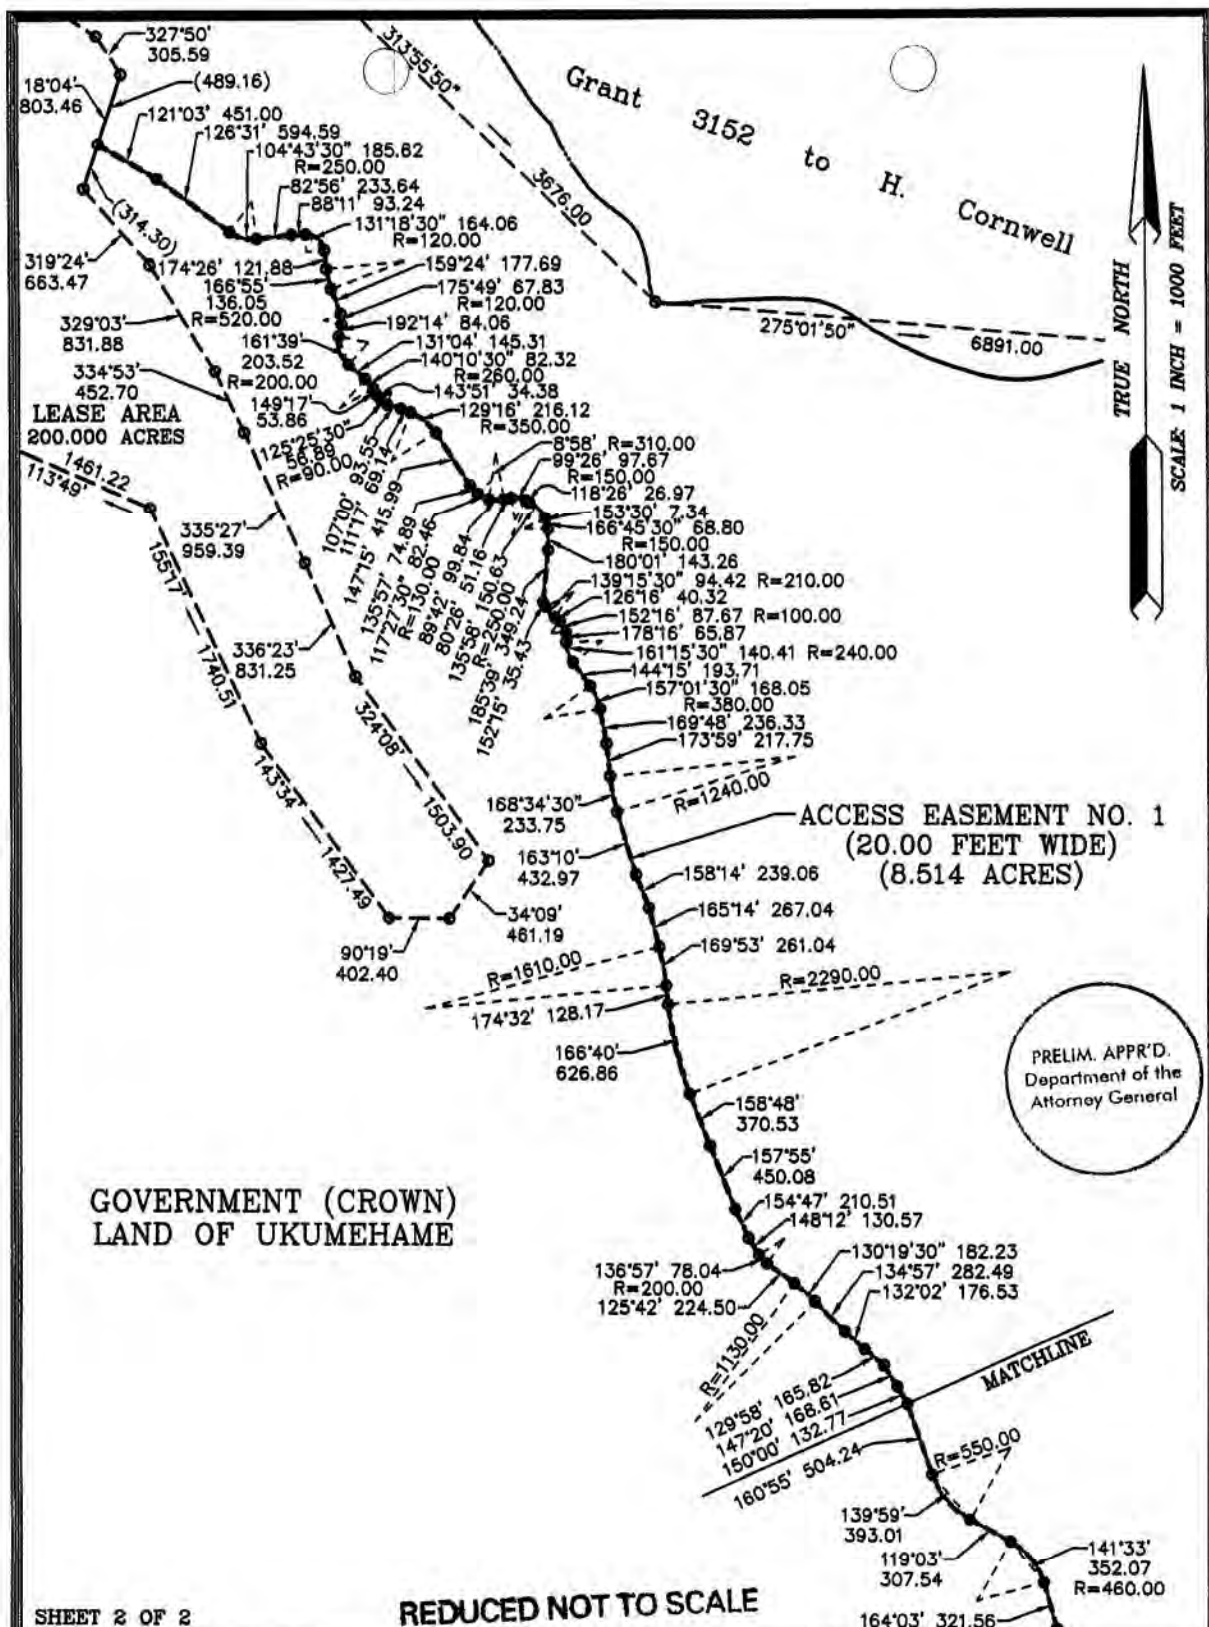 327°50'
305.59
18°04'
803.46
(489.16)
121°03' 451.00
126°31' 594.59
104°43'30" 185.62
R=250.00
82°56' 233.64
88°11' 93.24
131°18'30" 164.06
R=120.00
(314.30)
319°24'
663.47
174°26' 121.88
166°55'
136.05
R=520.00
159°24' 177.69
175°49' 67.83
R=120.00
192°14' 84.06
161°39'
203.52
R=200.00
131°04' 145.31
140°10'30" 82.32
R=260.00
143°51' 34.38
149°17'
53.86
129°16' 216.12
R=350.00
125°25'30"
56.89
R=90.00
329°03'
831.88
334°53'
452.70
LEASE AREA
200.000 ACRES
1461.22
113°49'
313°55'50"
3676.00
Grant 3152 to H. Cornwell
275°01'50"
6891.00
TRUE NORTH
SCALE: 1 INCH = 1000 FEET
107°00' 93.55
111°17' 69.14
147°15' 415.99
135°57' 74.89
117°27'30" 82.46
R=130.00
89°42' 99.84
80°26' 51.16
135°58' 150.63
R=250.00
185°39' 349.24
152°15' 35.43
8°58' R=310.00
99°26' 97.67
R=150.00
118°26' 26.97
153°30' 7.34
166°45'30" 68.80
R=150.00
180°01' 143.26
139°15'30" 94.42 R=210.00
126°16' 40.32
152°16' 87.67 R=100.00
178°16' 65.87
161°15'30" 140.41 R=240.00
144°15' 193.71
157°01'30" 168.05
R=380.00
169°48' 236.33
173°59' 217.75
335°27'
959.39
155°17'
1740.51
336°23'
831.25
324°08'
1503.90
143°34'
1427.49
168°34'30"
233.75
R=1240.00
163°10'
432.97
ACCESS EASEMENT NO. 1
(20.00 FEET WIDE)
(8.514 ACRES)
158°14' 239.06
165°14' 267.04
34°09'
461.19
90°19'
402.40
169°53' 261.04
R=1610.00
R=2290.00
174°32' 128.17
166°40'
626.86
PRELIM. APPR'D.
Department of the
Attorney General
158°48'
370.53
157°55'
450.08
GOVERNMENT (CROWN)
LAND OF UKUMEHAME
154°47' 210.51
148°12' 130.57
136°57' 78.04
R=200.00
125°42' 224.50
130°19'30" 182.23
134°57' 282.49
132°02' 176.53
R=1130.00
MATCHLINE
129°58' 165.82
147°20' 168.61
150°00' 132.77
160°55' 504.24
R=550.00
139°59'
393.01
119°03'
307.54
141°33'
352.07
R=460.00
164°03' 321.56
SHEET 2 OF 2
REDUCED NOT TO SCALE